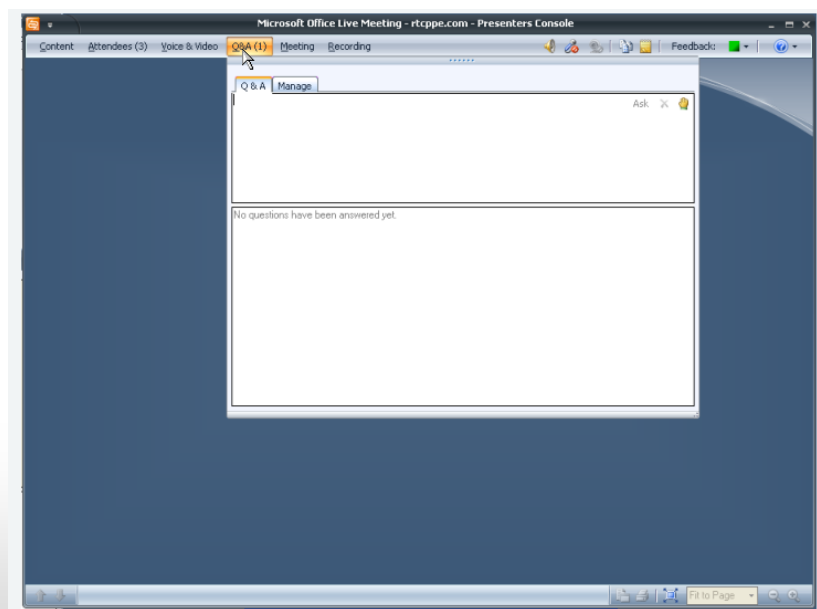 Microsoft Office Live Meeting - rtcppe.com - Presenters Console
Content Attendees (3) Voice & Video Q&A (1) Meeting Recording Feedback:
Q & A Manage
Ask
No questions have been answered yet.
Fit to Page